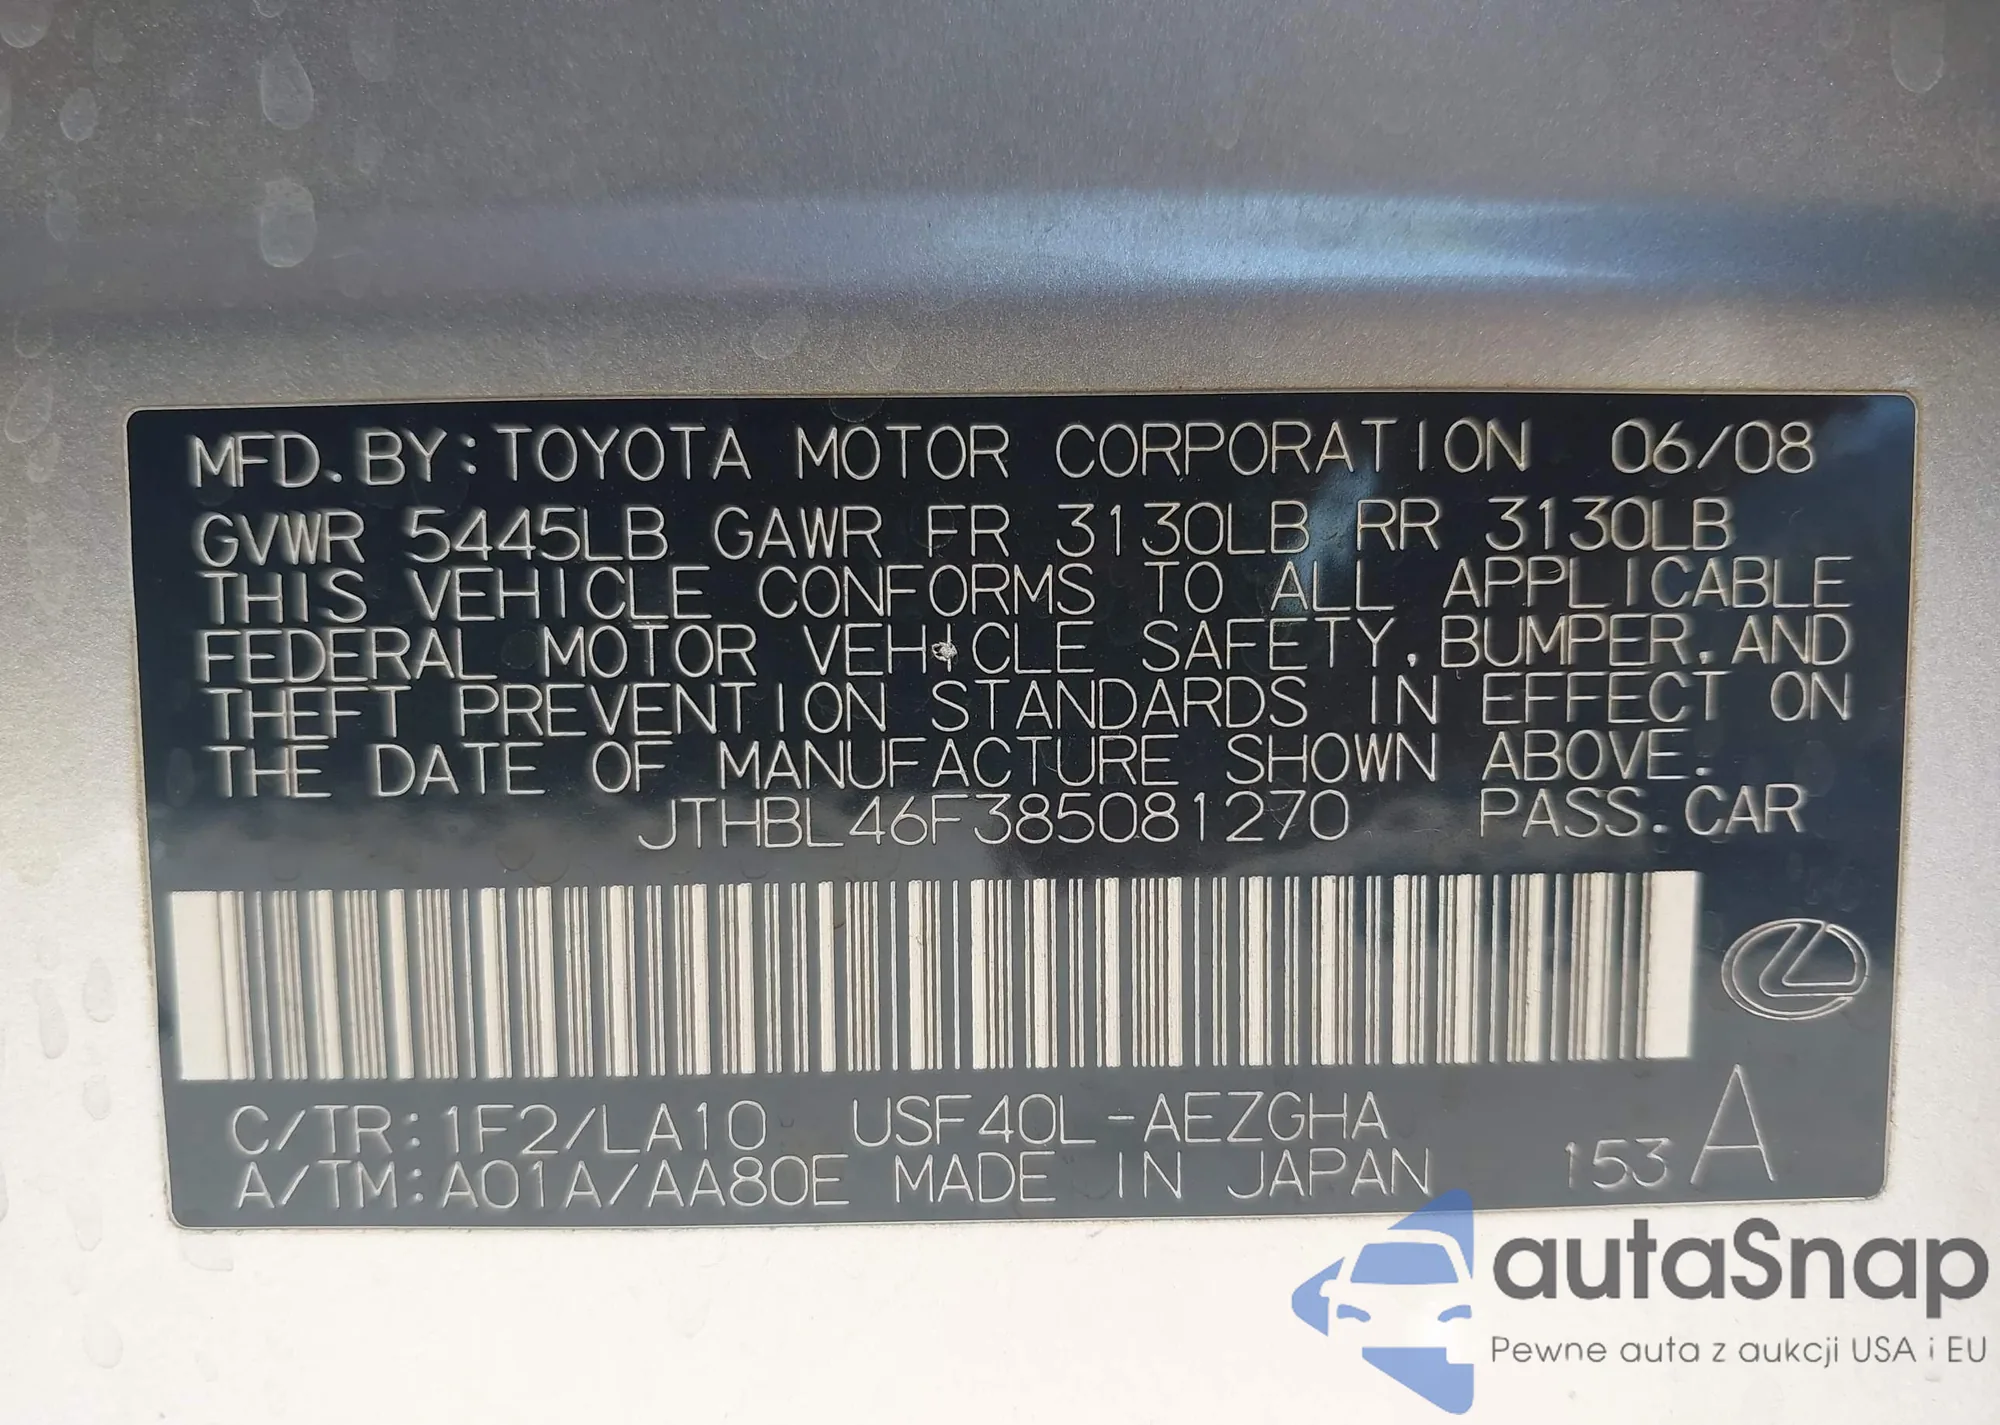 MFD. BY: TOYOTA MOTOR CORPORATION 06/08
GVWR 5445LB GAWR FR 3130LB RR 3130LB
THIS VEHICLE CONFORMS TO ALL APPLICABLE
FEDERAL MOTOR VEHICLE SAFETY, BUMPER, AND
THEFT PREVENTION STANDARDS IN EFFECT ON
THE DATE OF MANUFACTURE SHOWN ABOVE.
JTHBL46F385081270 PASS. CAR
C/TR: 1F2/LA10 USF40L-AEZGHA
A/TM: A01A/AA80E MADE IN JAPAN 153 A
autaSnap
Pewne auta z aukcji USA i EU